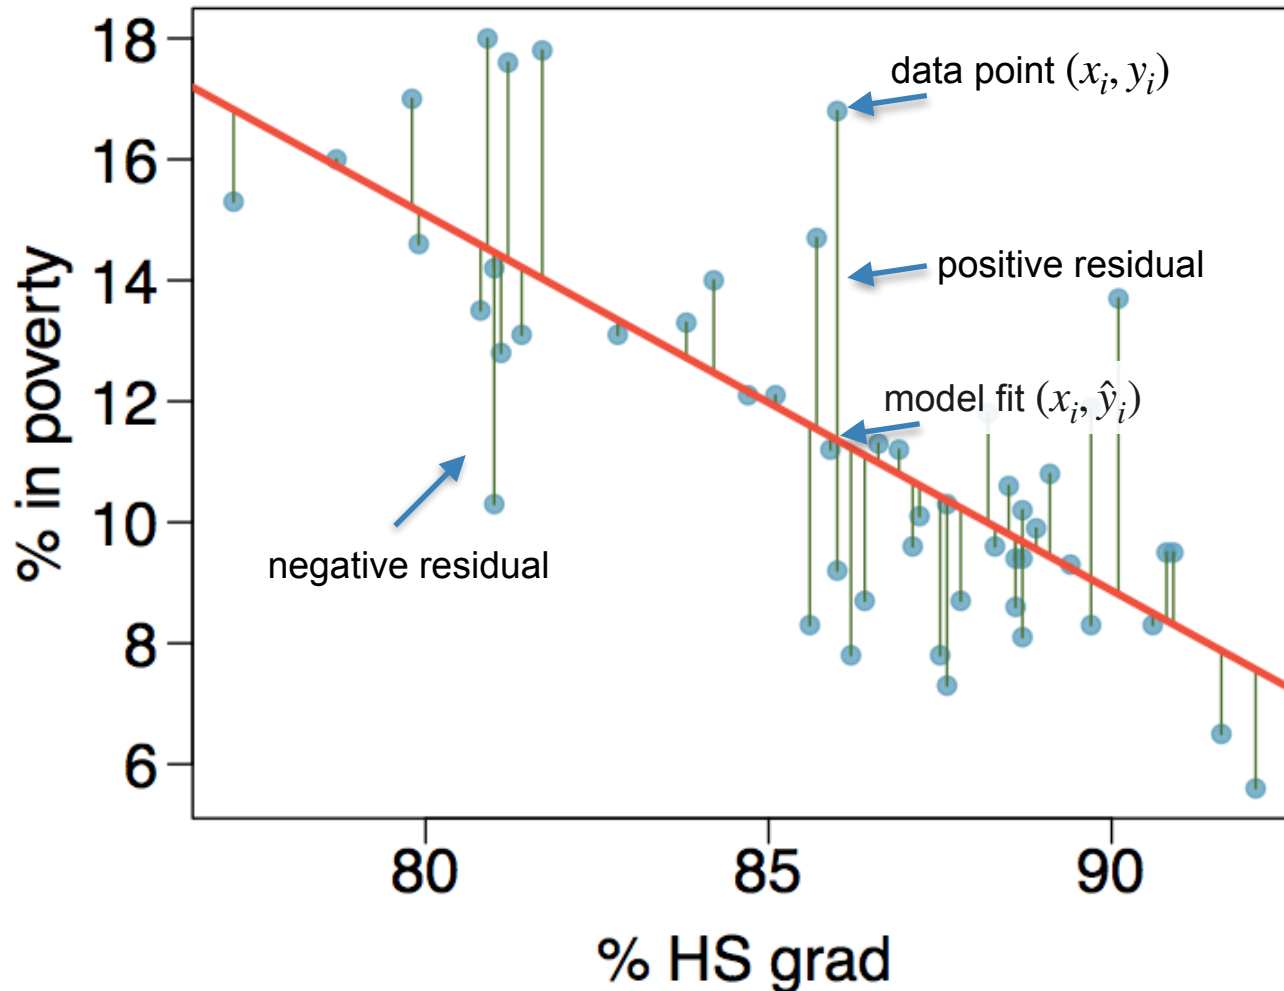 18
data point (xᵢ, yᵢ)
16
positive residual
14
% in poverty
12
model fit (xᵢ, ŷᵢ)
10
negative residual
8
6
80 85 90
% HS grad